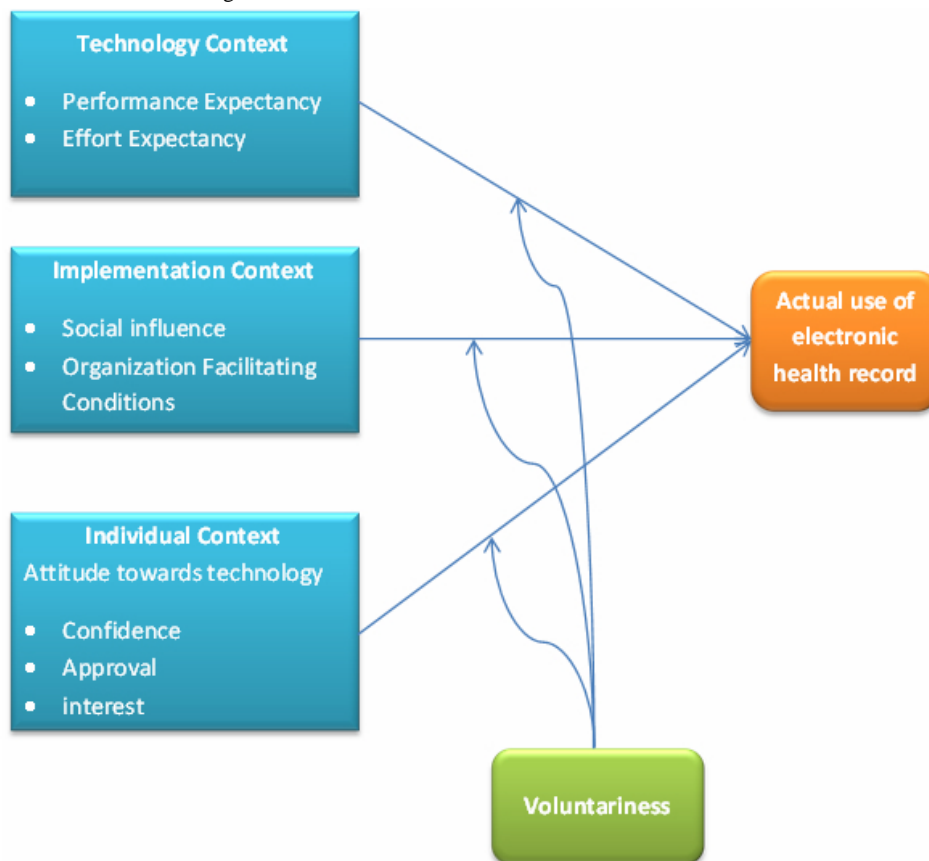 Technology Context
• Performance Expectancy
• Effort Expectancy
Implementation Context
• Social influence
• Organization Facilitating
Conditions
Individual Context
Attitude towards technology
• Confidence
• Approval
• interest
Actual use of
electronic
health record
Voluntariness